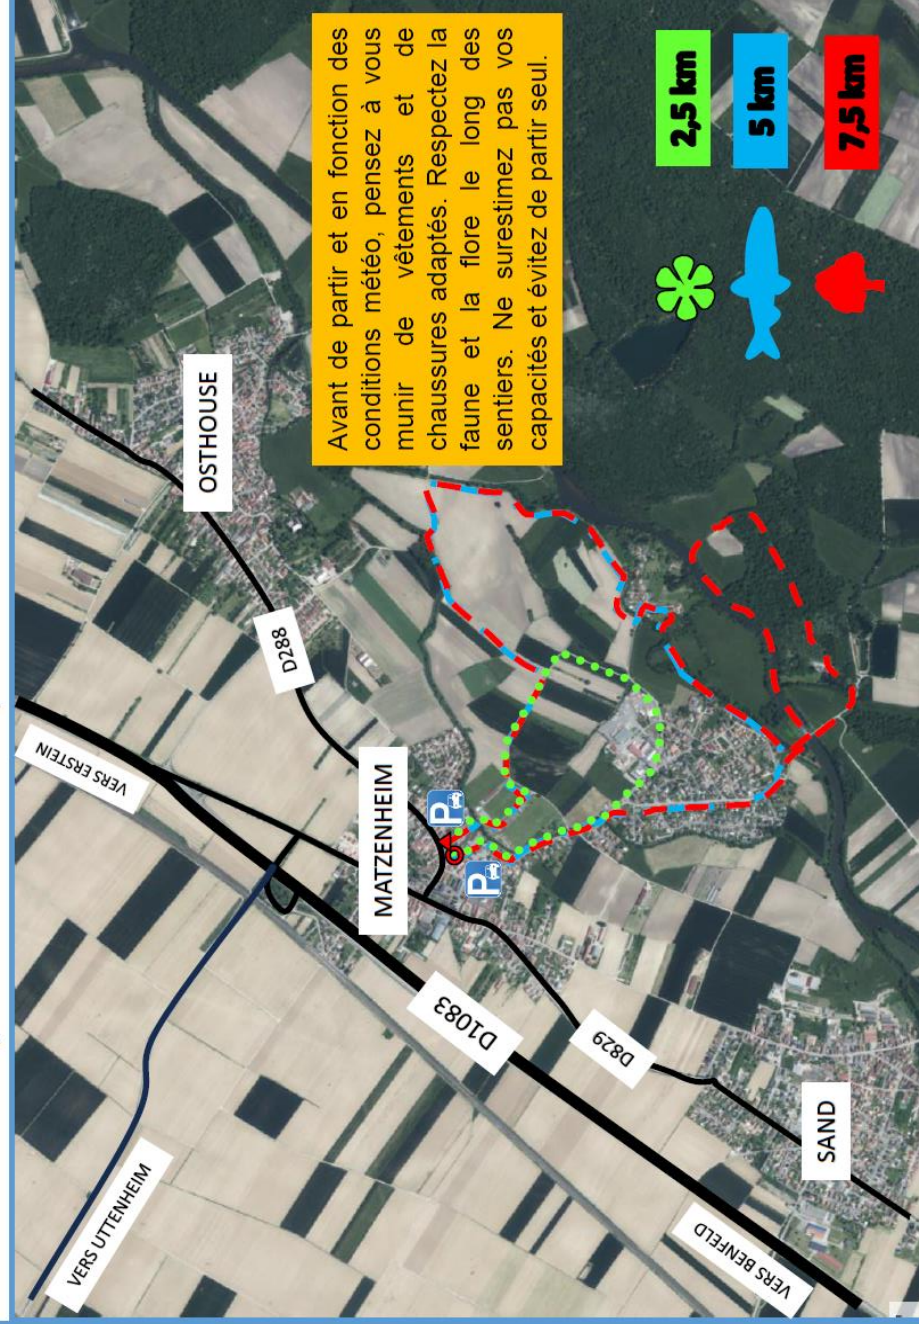 Avant de partir et en fonction des
conditions météo, pensez à vous
munir de vêtements et de
chaussures adaptés. Respectez la
faune et la flore le long des
sentiers. Ne surestimez pas vos
capacités et évitez de partir seul.
2,5 km
5 km
7,5 km
OSTHOUSE
D288
VERS ERSTEIN
MATZENHEIM
P
P
D1083
D829
VERS UTTENHEIM
SAND
VERS BENFELD